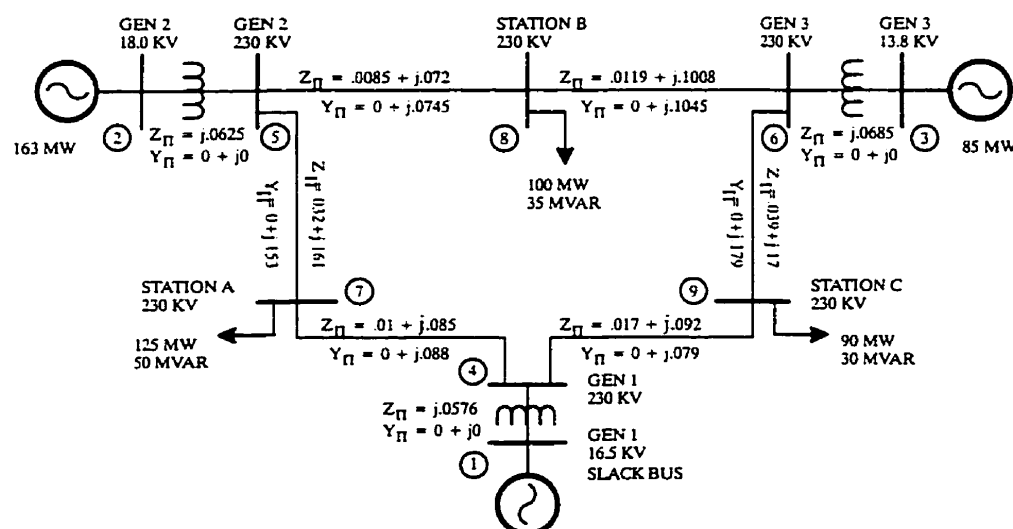 GEN 2
18.0 KV
GEN 2
230 KV
STATION B
230 KV
GEN 3
230 KV
GEN 3
13.8 KV
Z_Π = .0085 + j.072
Y_Π = 0 + j.0745
Z_Π = .0119 + j.1008
Y_Π = 0 + j.1045
163 MW
2
Z_Π = j.0625
Y_Π = 0 + j0
5
8
100 MW
35 MVAR
6
Z_Π = j.0685
Y_Π = 0 + j0
3
85 MW
Z_Π= .032 + j.161
Y_Π= 0 + j.153
Z_Π= .039 + j.17
Y_Π= 0 + j.179
STATION A
230 KV
7
125 MW
50 MVAR
Z_Π = .01 + j.085
Y_Π = 0 + j.088
9
STATION C
230 KV
Z_Π = .017 + j.092
Y_Π = 0 + j.079
90 MW
30 MVAR
4
GEN 1
230 KV
Z_Π = j.0576
Y_Π = 0 + j0
1
GEN 1
16.5 KV
SLACK BUS